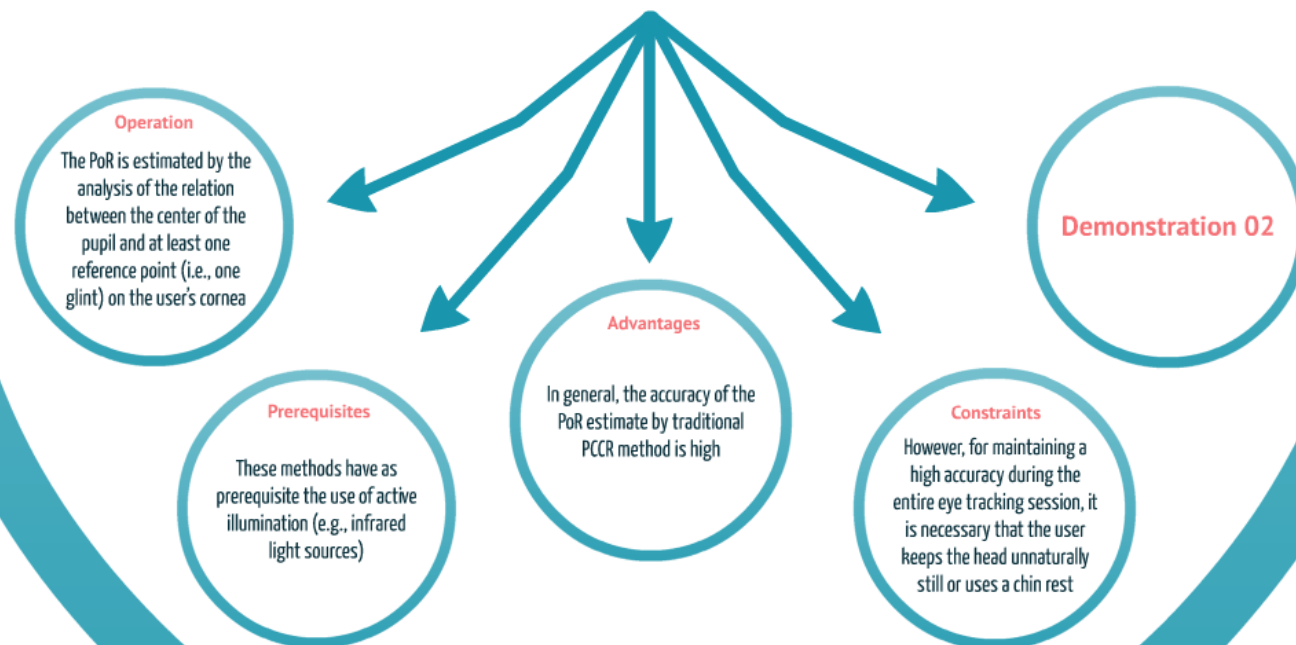 Operation
The PoR is estimated by the
analysis of the relation
between the center of the
pupil and at least one
reference point (i.e., one
glint) on the user's cornea
Prerequisites
These methods have as
prerequisite the use of active
illumination (e.g., infrared
light sources)
Advantages
In general, the accuracy of the
PoR estimate by traditional
PCCR method is high
Constraints
However, for maintaining a
high accuracy during the
entire eye tracking session, it
is necessary that the user
keeps the head unnaturally
still or uses a chin rest
Demonstration 02